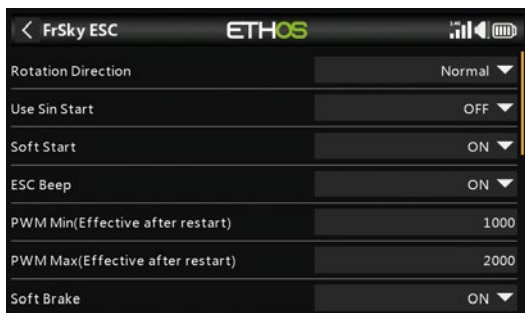 FrSky ESC ETHOS
Rotation Direction Normal
Use Sin Start OFF
Soft Start ON
ESC Beep ON
PWM Min(Effective after restart) 1000
PWM Max(Effective after restart) 2000
Soft Brake ON